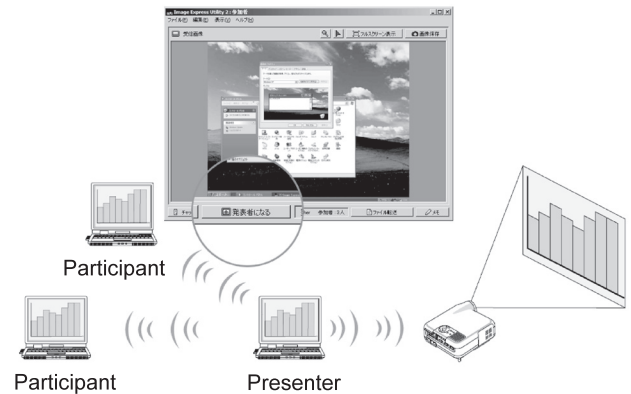 Image Express Utility 2 : 参加者
ファイル(F) 編集(E) 表示(V) ヘルプ(H)
受信画像
フルスクリーン表示
画像保存
発表者になる
参加者
ファイル転送
メモ
Participant
Participant
Presenter